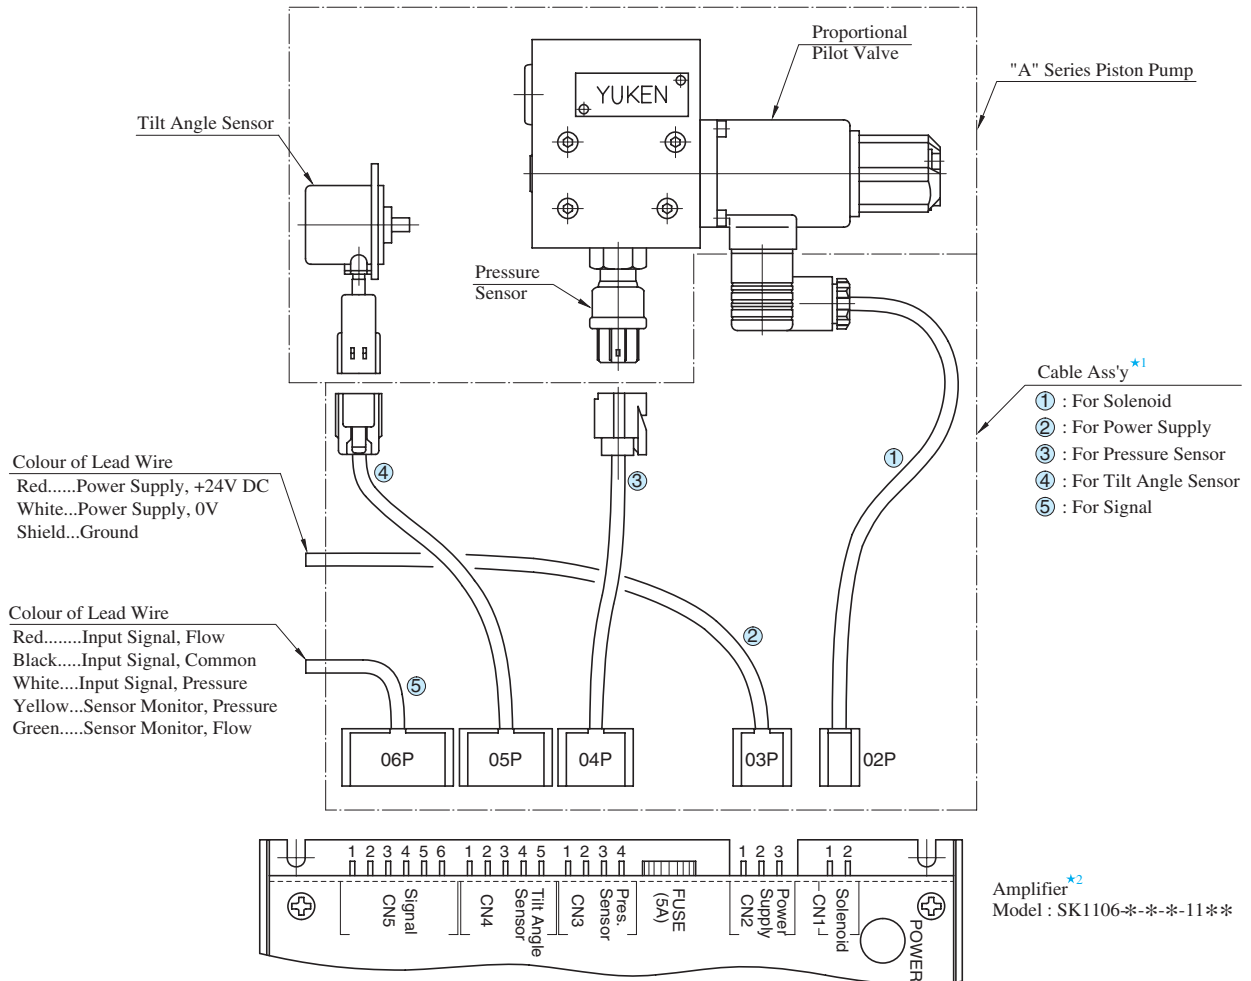 Proportional
Pilot Valve
"A" Series Piston Pump
YUKEN
Tilt Angle Sensor
Pressure
Sensor
Cable Ass'y ★1
① : For Solenoid
② : For Power Supply
③ : For Pressure Sensor
④ : For Tilt Angle Sensor
⑤ : For Signal
①
④
③
Colour of Lead Wire
Red......Power Supply, +24V DC
White...Power Supply, 0V
Shield...Ground
Colour of Lead Wire
Red........Input Signal, Flow
Black.....Input Signal, Common
White....Input Signal, Pressure
Yellow...Sensor Monitor, Pressure
Green.....Sensor Monitor, Flow
②
⑤
06P
05P
04P
03P
02P
1 2 3 4 5 6
1 2 3 4 5
1 2 3 4
1 2 3
1 2
Signal
CN5
Tilt Angle
Sensor
CN4
Pres.
Sensor
CN3
FUSE
(5A)
Power
Supply
CN2
Solenoid
CN1
POWER
Amplifier ★2
Model : SK1106-*-*-*-11**